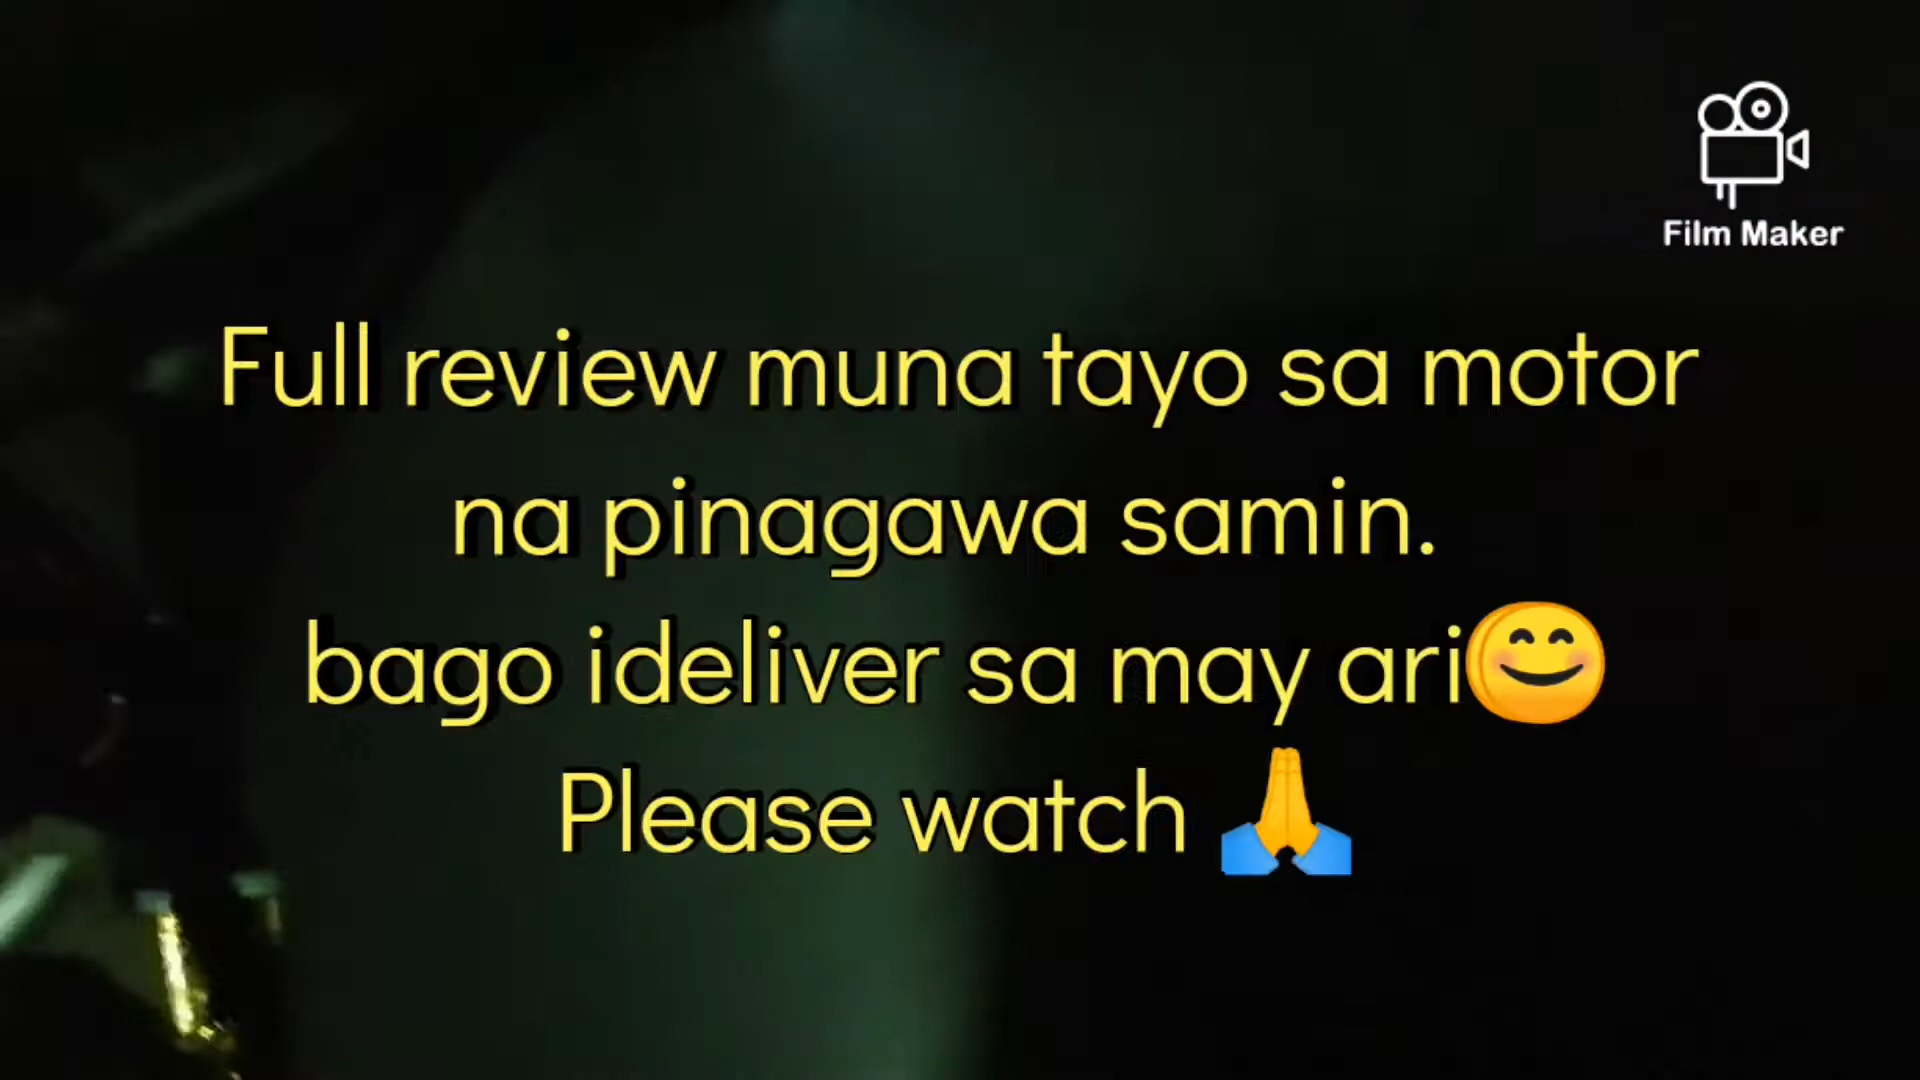 Film Maker
Full review muna tayo sa motor
na pinagawa samin.
bago ideliver sa may ari😊
Please watch 🙏